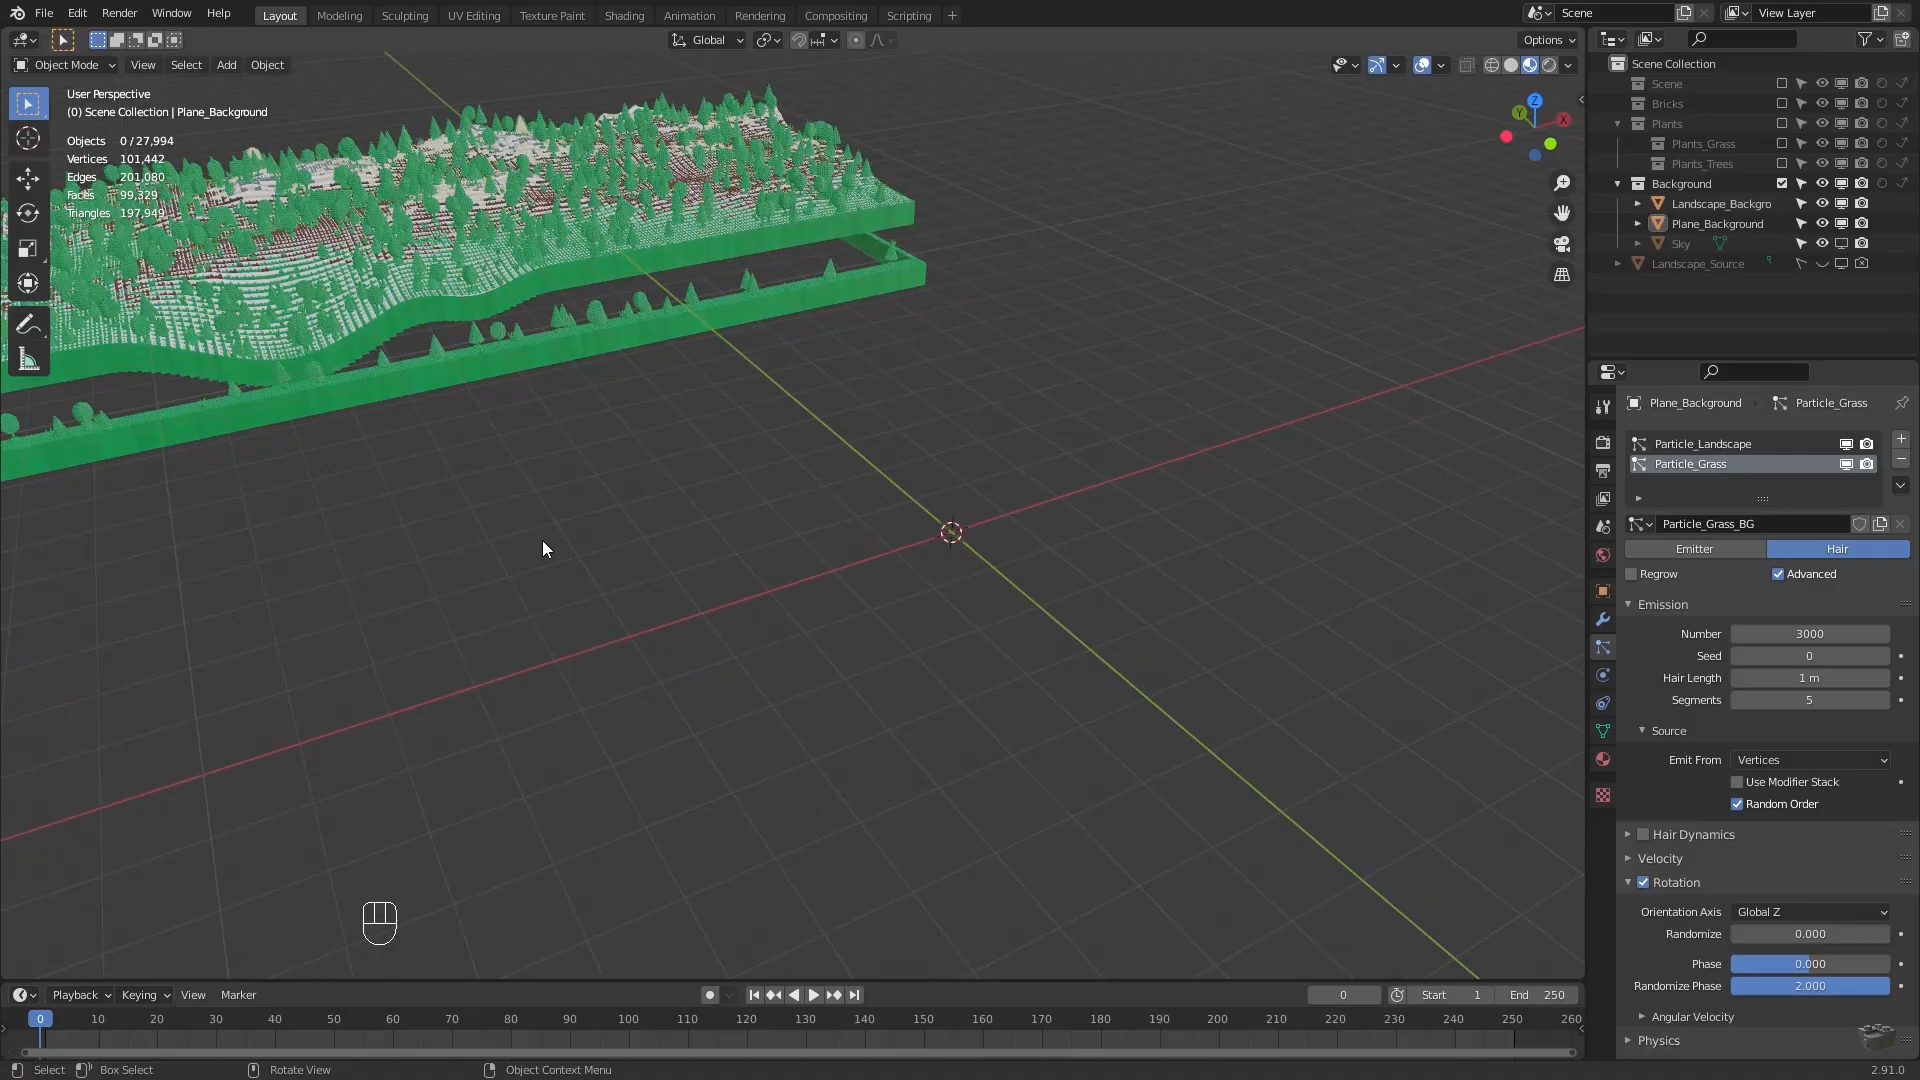 File Edit Render Window Help Layout Modeling Sculpting UV Editing Texture Paint Shading Animation Rendering Compositing Scripting + Scene View Layer
Global Options
Object Mode View Select Add Object
User Perspective
(0) Scene Collection | Plane_Background
Objects 0 / 27,994
Vertices 101,442
Edges 201,080
Faces 99,329
Triangles 197,949
Z
Y
X
Scene Collection
Scene
Bricks
Plants
Plants_Grass
Plants_Trees
Background
Landscape_Backgro
Plane_Background
Sky
Landscape_Source
Plane_Background Particle_Grass
Particle_Landscape
Particle_Grass
Particle_Grass_BG
Emitter Hair
Regrow Advanced
Emission
Number 3000
Seed 0
Hair Length 1 m
Segments 5
Source
Emit From Vertices
Use Modifier Stack
Random Order
Hair Dynamics
Velocity
Rotation
Orientation Axis Global Z
Randomize 0.000
Phase 0.000
Randomize Phase 2.000
Angular Velocity
Physics
Playback Keying View Marker 0 Start 1 End 250
0 10 20 30 40 50 60 70 80 90 100 110 120 130 140 150 160 170 180 190 200 210 220 230 240 250 260
Select Box Select Rotate View Object Context Menu 2.91.0